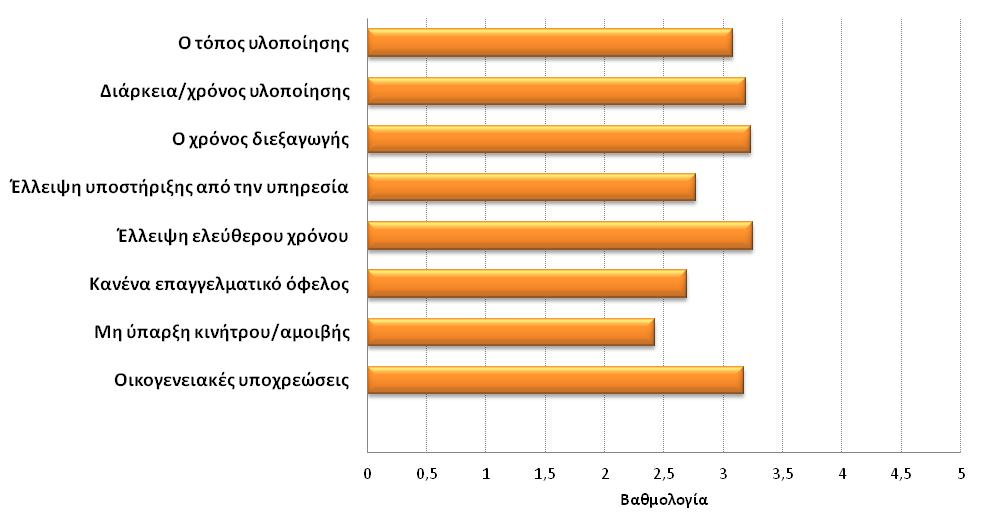 Ο τόπος υλοποίησης
Διάρκεια/χρόνος υλοποίησης
Ο χρόνος διεξαγωγής
Έλλειψη υποστήριξης από την υπηρεσία
Έλλειψη ελεύθερου χρόνου
Κανένα επαγγελματικό όφελος
Μη ύπαρξη κινήτρου/αμοιβής
Οικογενειακές υποχρεώσεις
0 0,5 1 1,5 2 2,5 3 3,5 4 4,5 5
Βαθμολογία